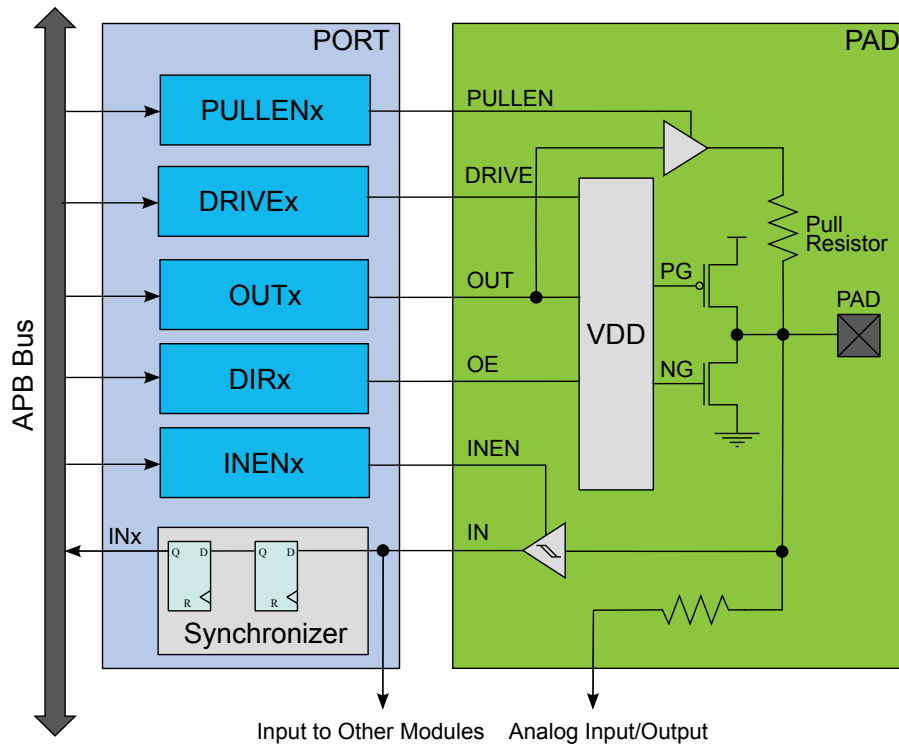 PORT
PAD
APB Bus
PULLENx
PULLEN
DRIVEx
DRIVE
Pull
Resistor
OUTx
OUT
PG
PAD
VDD
DIRx
OE
NG
INENx
INEN
INx
Q D
R
Q D
R
IN
Synchronizer
Input to Other Modules
Analog Input/Output